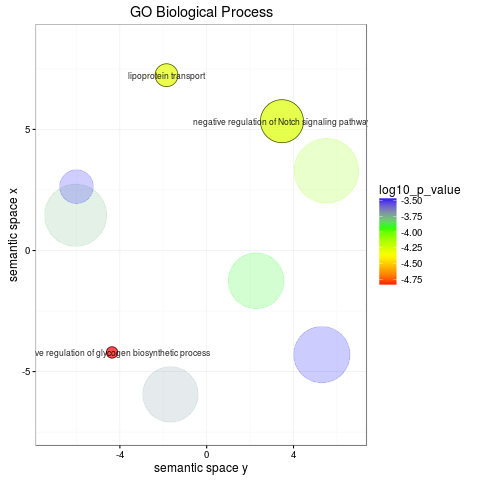 GO Biological Process
lipoprotein transport
negative regulation of Notch signaling pathway
ve regulation of glycogen biosynthetic process
5
0
-5
-4
0
4
semantic space x
semantic space y
log10_p_value
-3.50
-3.75
-4.00
-4.25
-4.50
-4.75